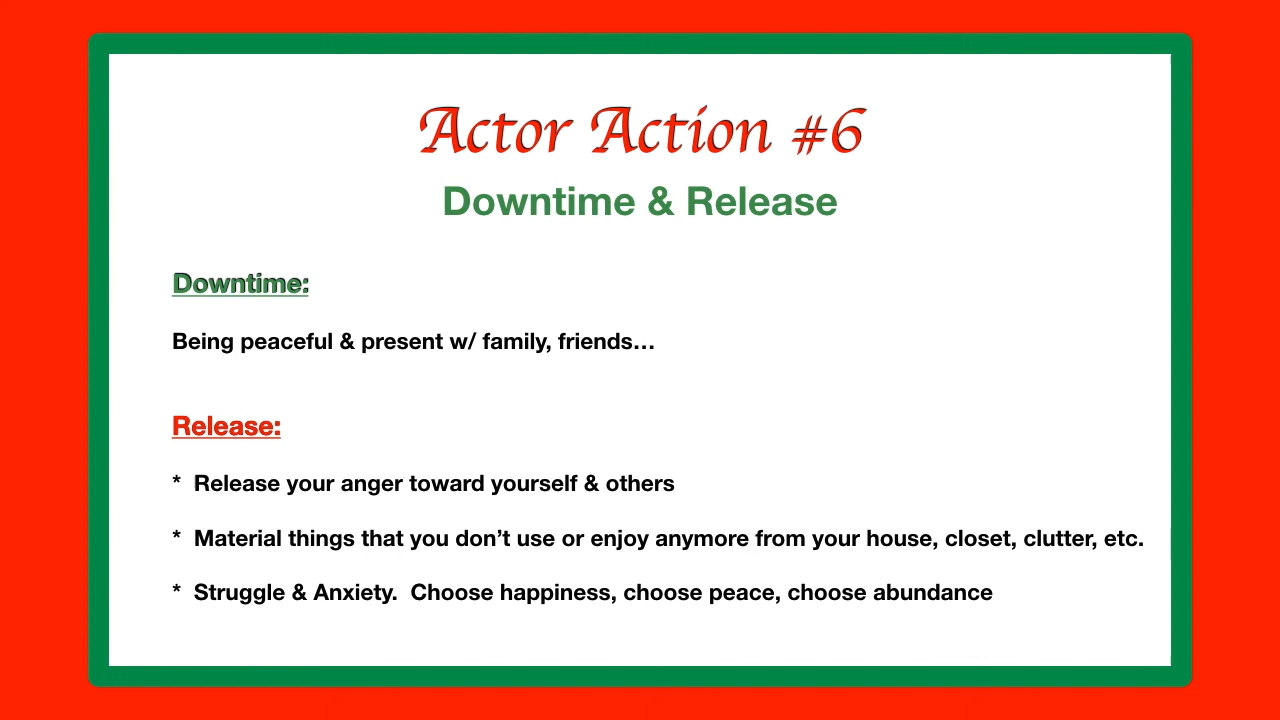 Actor Action #6
Downtime & Release
Downtime:
Being peaceful & present w/ family, friends…
Release:
* Release your anger toward yourself & others
* Material things that you don’t use or enjoy anymore from your house, closet, clutter, etc.
* Struggle & Anxiety.  Choose happiness, choose peace, choose abundance